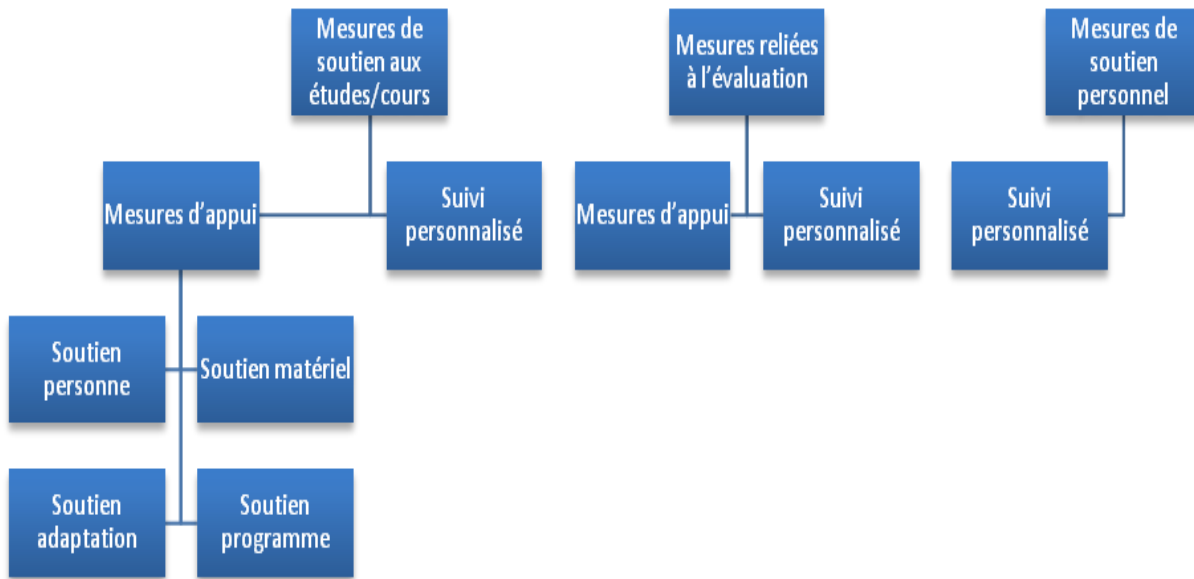 Mesures de
soutien aux
études/cours
Mesures reliées
à l'évaluation
Mesures de
soutien
personnel
Mesures d'appui
Suivi
personnalisé
Mesures d'appui
Suivi
personnalisé
Suivi
personnalisé
Soutien
personne
Soutien matériel
Soutien
adaptation
Soutien
programme